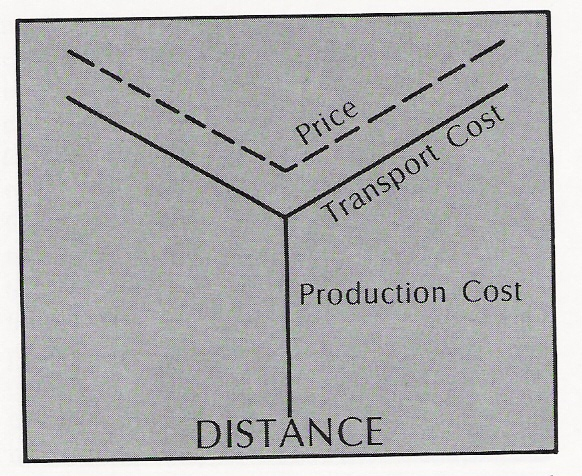 Price
Transport Cost
Production Cost
DISTANCE